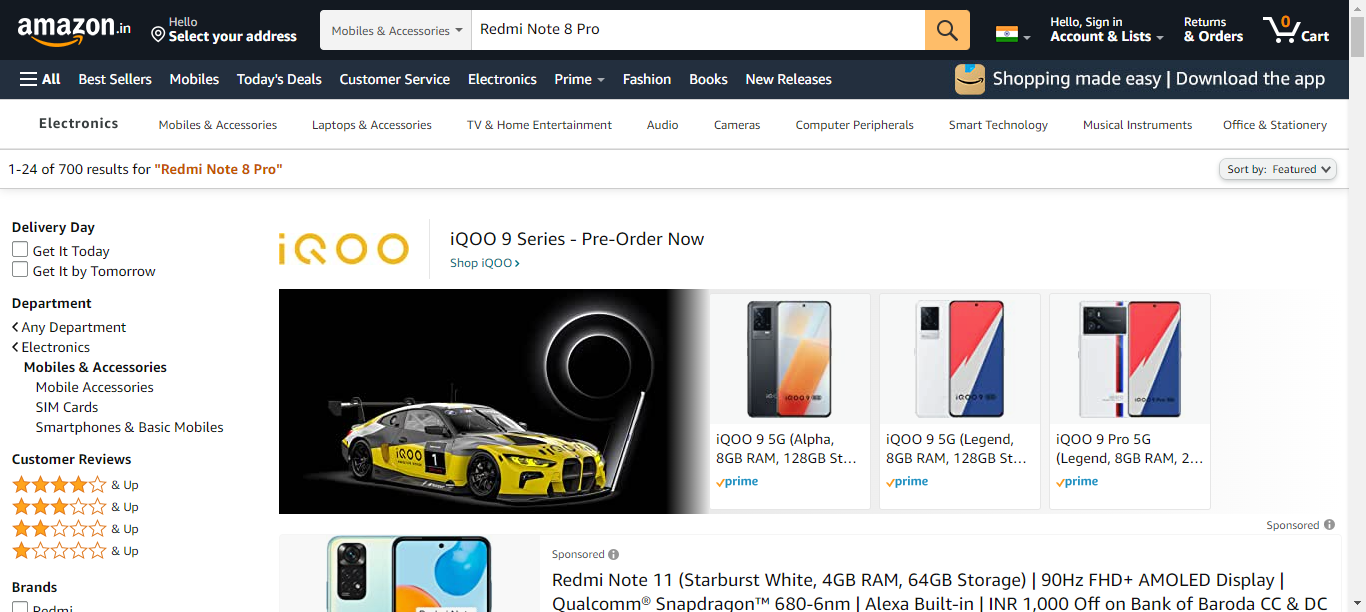 amazon.in
Hello
Select your address
Mobiles & Accessories
Redmi Note 8 Pro
Hello, Sign in
Account & Lists
Returns
& Orders
0
Cart
All
Best Sellers
Mobiles
Today's Deals
Customer Service
Electronics
Prime
Fashion
Books
New Releases
Shopping made easy | Download the app
Electronics
Mobiles & Accessories
Laptops & Accessories
TV & Home Entertainment
Audio
Cameras
Computer Peripherals
Smart Technology
Musical Instruments
Office & Stationery
1-24 of 700 results for "Redmi Note 8 Pro"
Sort by: Featured
Delivery Day
Get It Today
Get It by Tomorrow
Department
Any Department
Electronics
Mobiles & Accessories
Mobile Accessories
SIM Cards
Smartphones & Basic Mobiles
Customer Reviews
& Up
& Up
& Up
& Up
Brands
Redmi
iQOO
iQOO 9 Series - Pre-Order Now
Shop iQOO
iQOO
1
iQOO 9
iQOO 5G (Alpha,
8GB RAM, 128GB St...
prime
iQOO 9
iQOO 9 5G (Legend,
8GB RAM, 128GB St...
prime
iQOO 9 Pro
iQOO 9 Pro 5G
(Legend, 8GB RAM, 2...
prime
Sponsored
Sponsored
Redmi Note 11 (Starburst White, 4GB RAM, 64GB Storage) | 90Hz FHD+ AMOLED Display |
Qualcomm® Snapdragon™ 680-6nm | Alexa Built-in | INR 1,000 Off on Bank of Baroda CC & DC